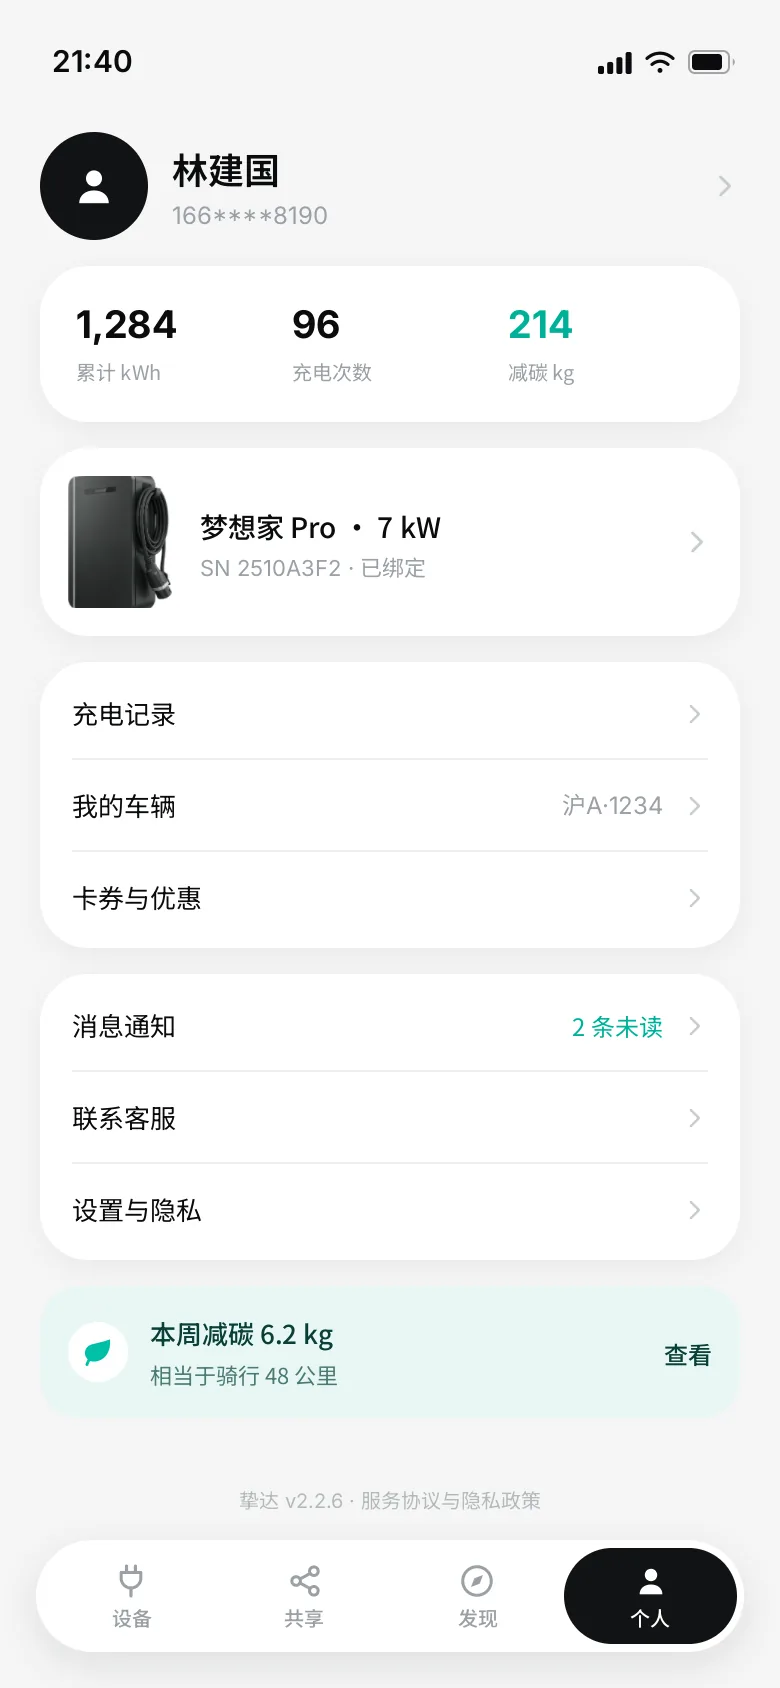 21:40
林建国
166****8190
1,284
96
214
累计 kWh
充电次数
减碳 kg
梦想家 Pro · 7 kW
SN 2510A3F2 · 已绑定
充电记录
我的车辆
沪A·1234
卡券与优惠
消息通知
2 条未读
联系客服
设置与隐私
本周减碳 6.2 kg
相当于骑行 48 公里
查看
挚达 v2.2.6 · 服务协议与隐私政策
设备
共享
发现
个人